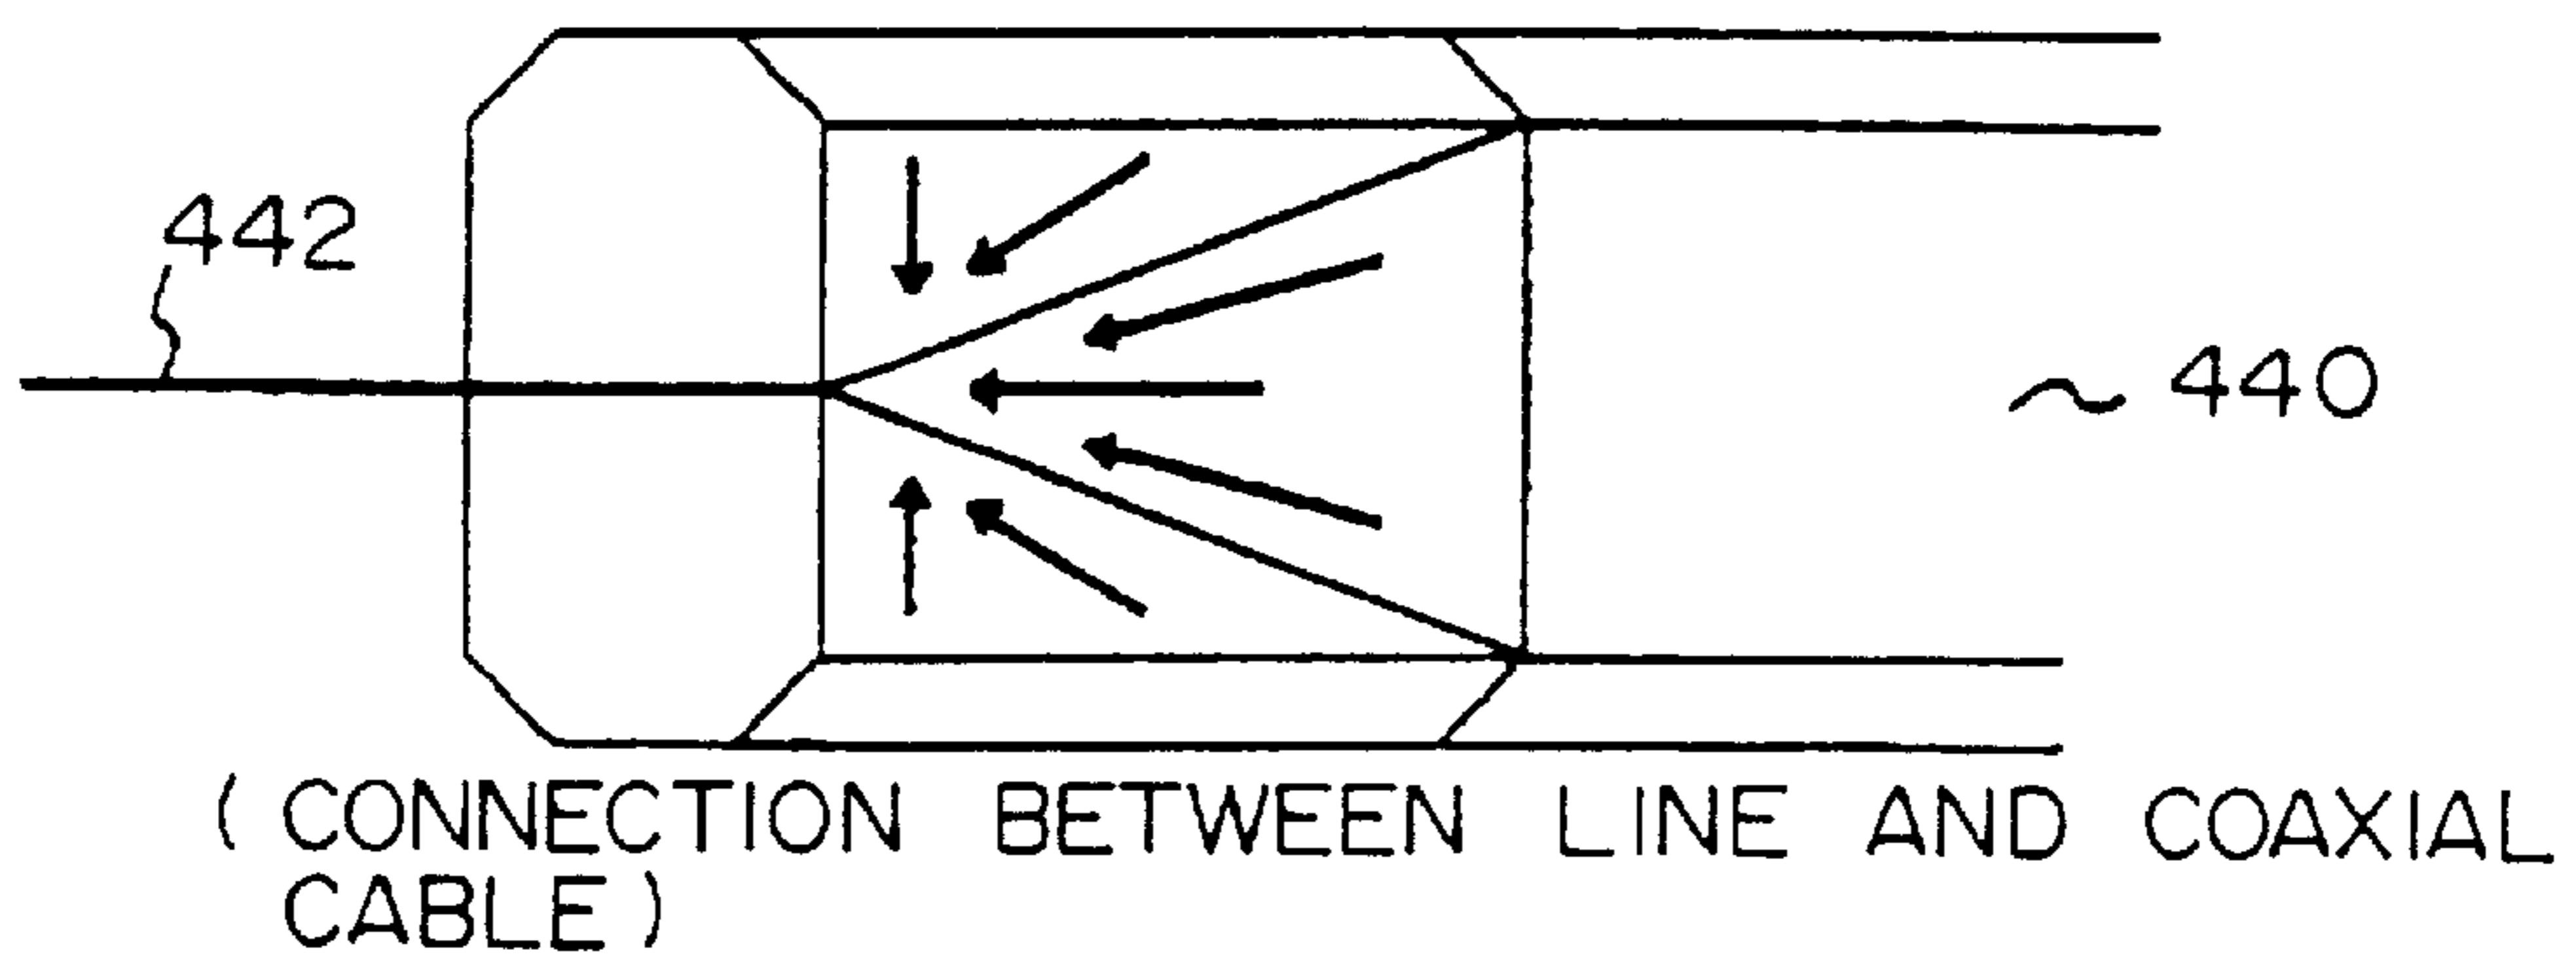 442
440
( CONNECTION BETWEEN LINE AND COAXIAL
CABLE )